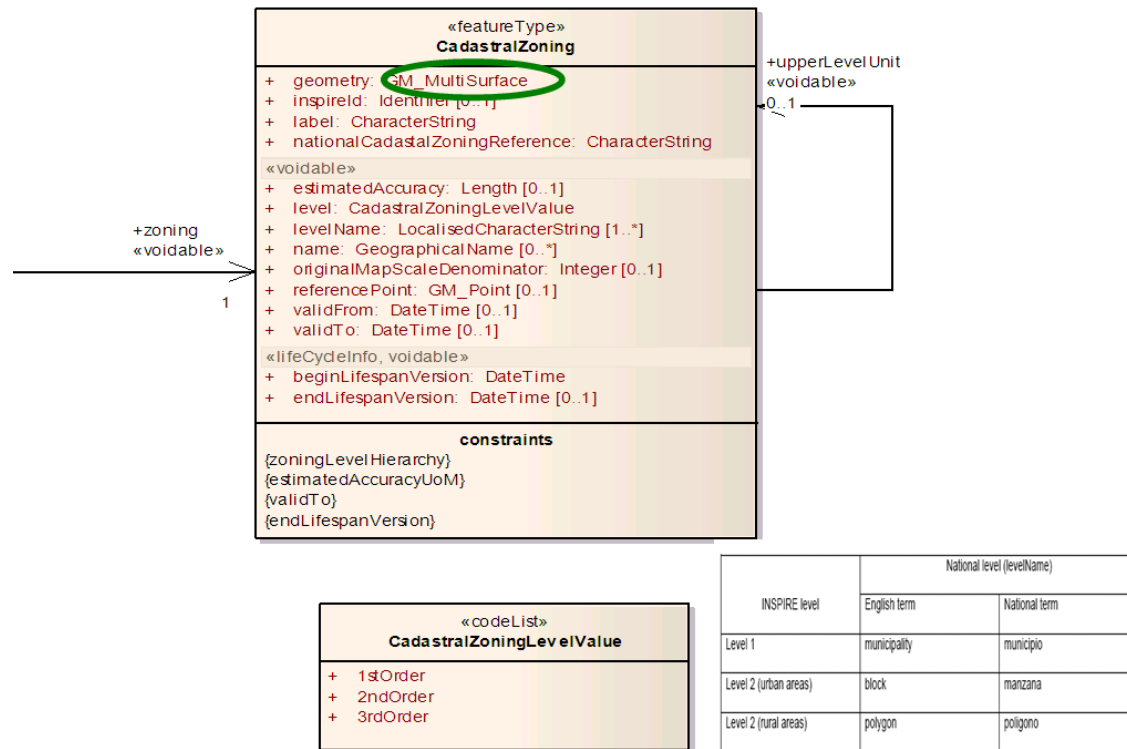 «featureType»
CadastralZoning
+ geometry: GM_MultiSurface
+ inspireId: Identifier [0..1]
+ label: CharacterString
+ nationalCadastalZoningReference: CharacterString
«voidable»
+ estimatedAccuracy: Length [0..1]
+ level: CadastralZoningLevelValue
+ levelName: LocalisedCharacterString [1..*]
+ name: GeographicalName [0..*]
+ originalMapScaleDenominator: Integer [0..1]
+ referencePoint: GM_Point [0..1]
+ validFrom: DateTime [0..1]
+ validTo: DateTime [0..1]
«lifeCycleInfo, voidable»
+ beginLifespanVersion: DateTime
+ endLifespanVersion: DateTime [0..1]
constraints
{zoningLevelHierarchy}
{estimatedAccuracyUoM}
{validTo}
{endLifespanVersion}
+upperLevelUnit
«voidable»
0..1
+zoning
«voidable»
1
«codeList»
CadastralZoningLevelValue
+ 1stOrder
+ 2ndOrder
+ 3rdOrder
National level (levelName)
INSPIRE level English term National term
Level 1 municipality municipio
Level 2 (urban areas) block manzana
Level 2 (rural areas) polygon poligono